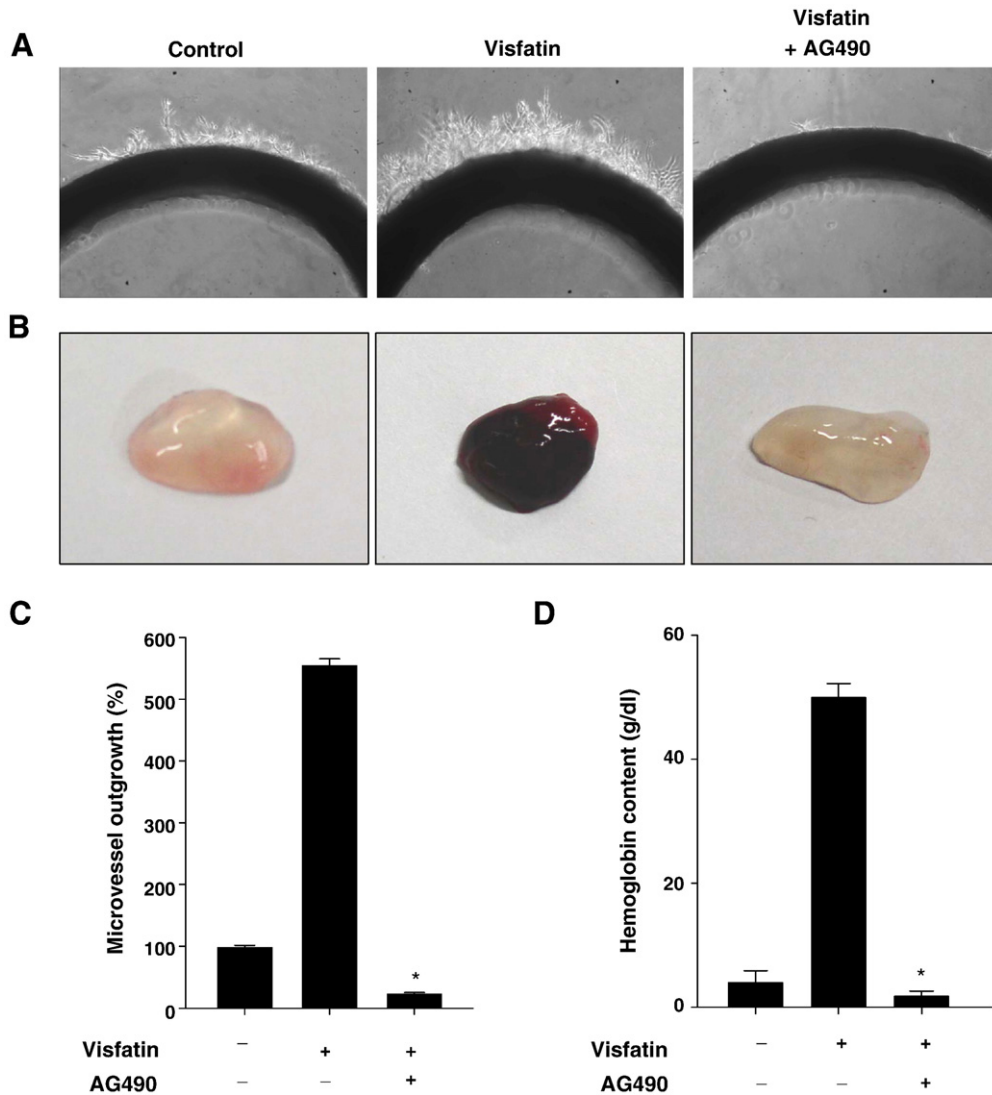 A
Control
Visfatin
Visfatin
+ AG490
B
C
Microvessel outgrowth (%)
600
500
400
300
200
100
0
*
Visfatin − + +
AG490 − − +
D
Hemoglobin content (g/dl)
60
40
20
0
*
Visfatin − + +
AG490 − − +